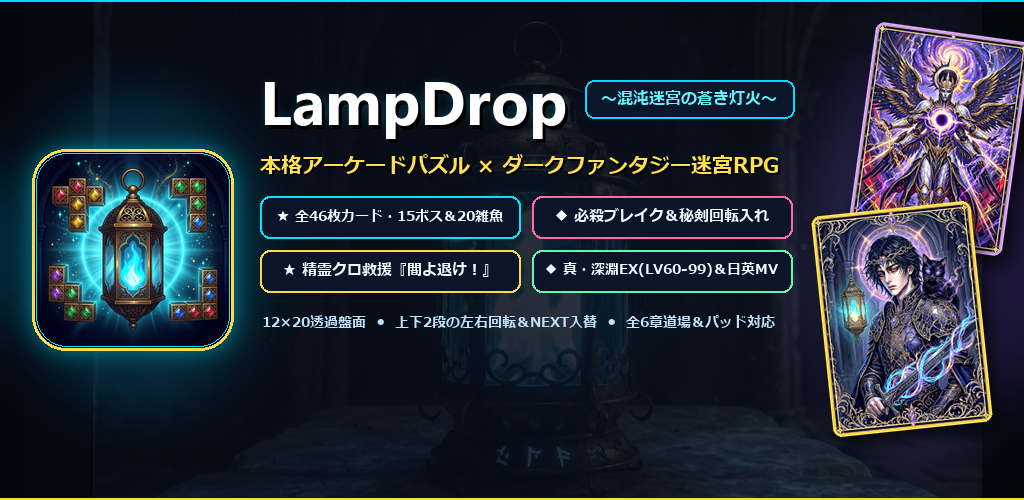 LampDrop
～混沌迷宮の蒼き灯火～
本格アーケードパズル × ダークファンタジー迷宮RPG
★ 全46枚カード・15ボス＆20雑魚
◆ 必殺ブレイク＆秘剣回転入れ
★ 精霊クロ救援『闇よ退け！』
◆ 真・深淵EX(LV60-99)＆日英MV
12×20透過盤面 ● 上下2段の左右回転＆NEXT入替 ● 全6章道場＆パッド対応